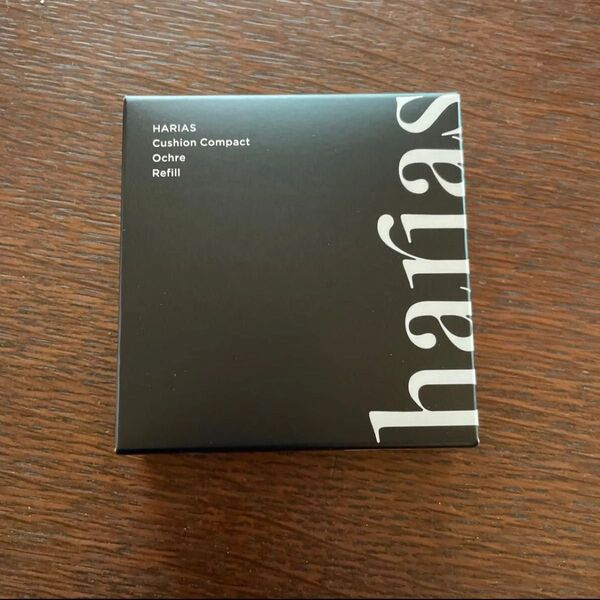 HARIAS
Cushion Compact
Ochre
Refill
harias